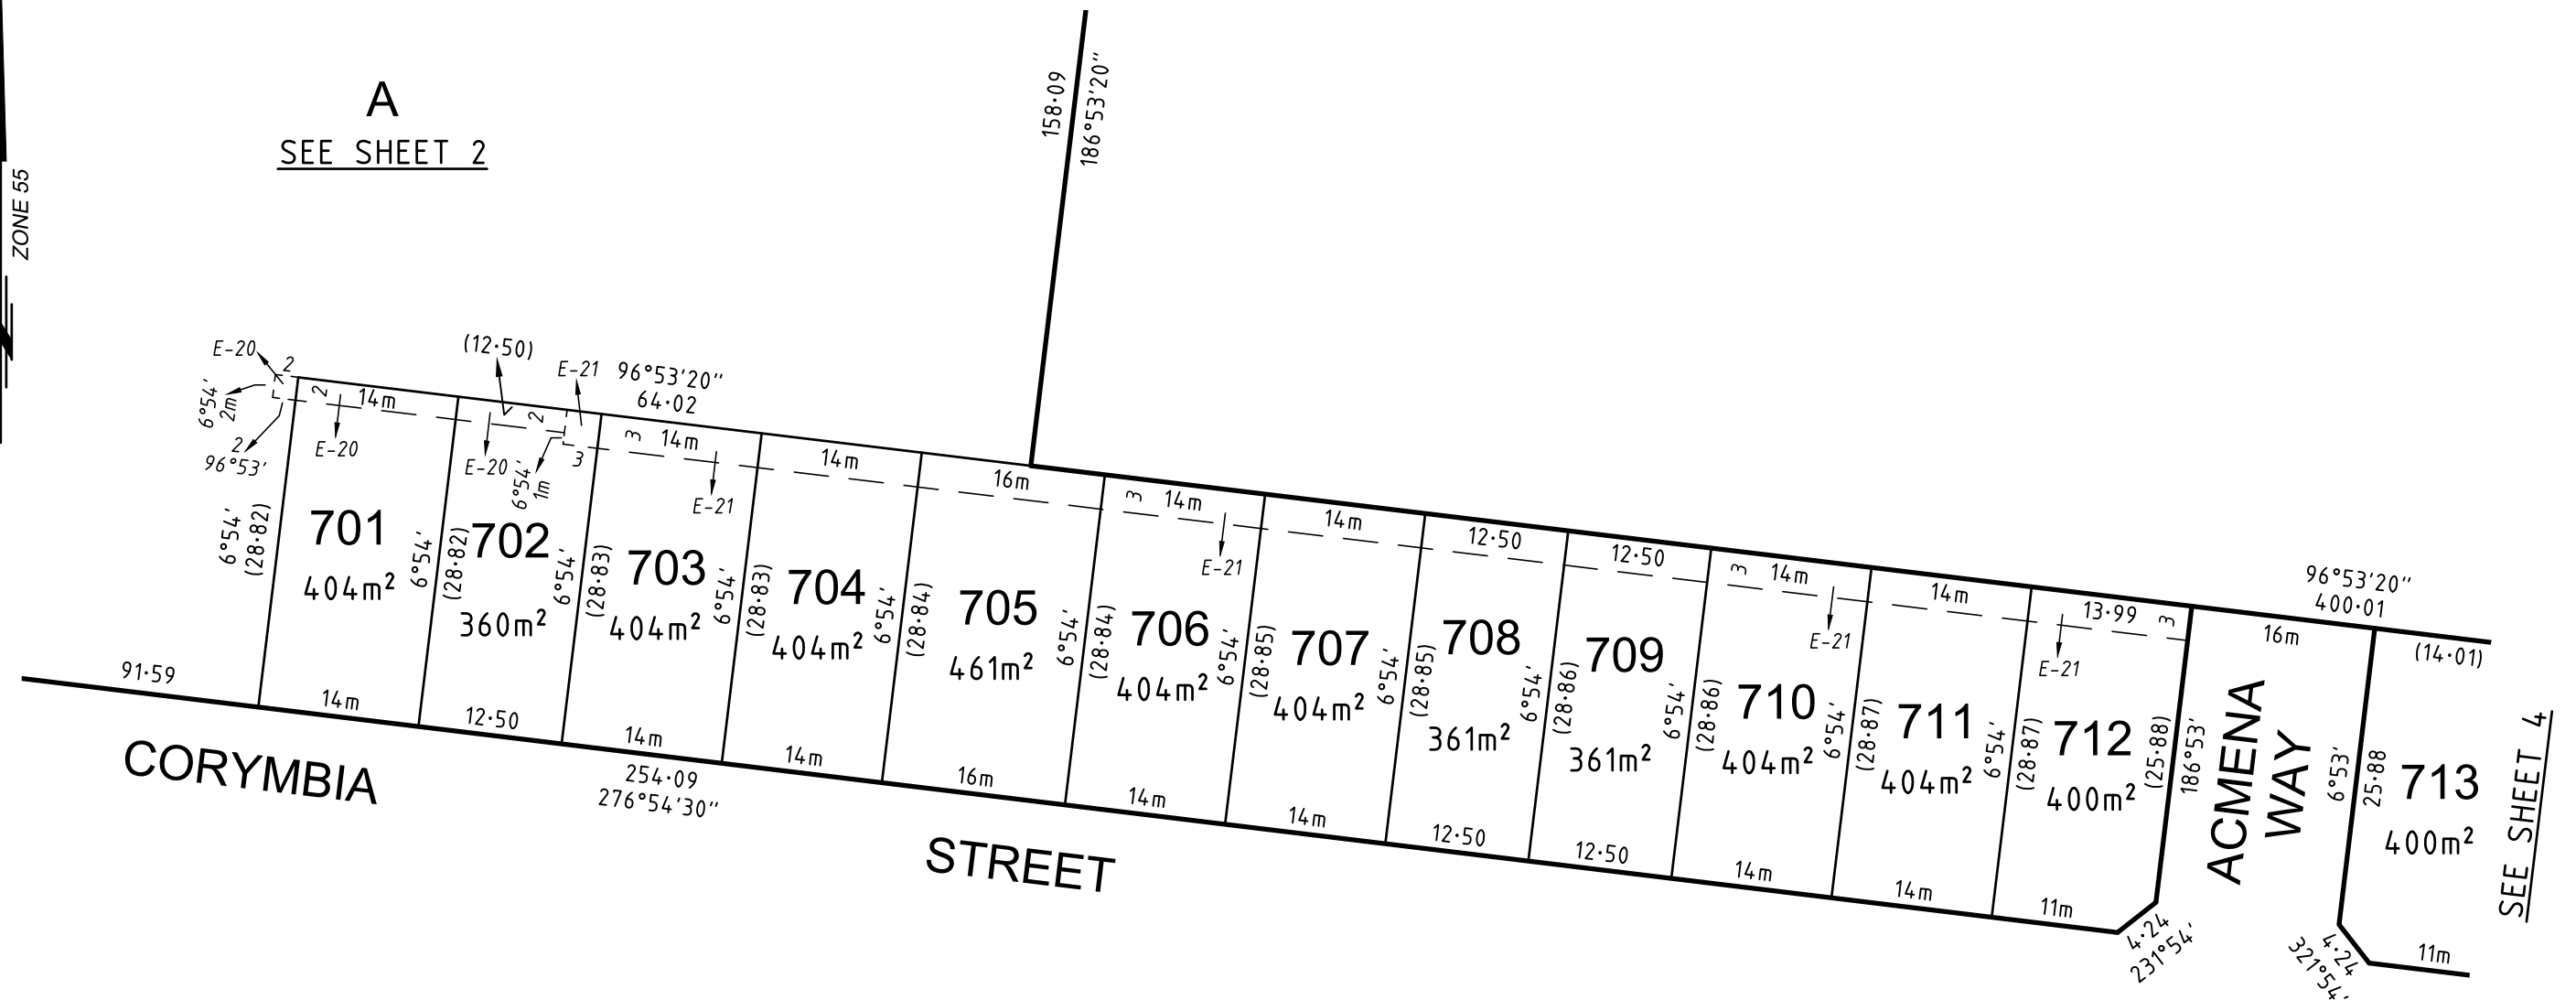 158·09
186°53'20"
A
SEE SHEET 2
ZONE 55
E-20
2
6°54'
2m
2
96°53'
2
14m
E-20
(12·50)
2
E-20
E-21
6°54'
1m
3
96°53'20"
64·02
3
14m
E-21
14m
16m
3
14m
E-21
14m
12·50
12·50
3
14m
E-21
14m
13·99
3
E-21
16m
96°53'20"
400·01
(14·01)
6°54'
(28·82)
701
404m²
6°54'
(28·82)
702
360m²
6°54'
(28·83)
703
404m²
6°54'
(28·83)
704
404m²
6°54'
(28·84)
705
461m²
6°54'
(28·84)
706
404m²
6°54'
(28·85)
707
404m²
6°54'
(28·85)
708
361m²
6°54'
(28·86)
709
361m²
6°54'
(28·86)
710
404m²
6°54'
(28·87)
711
404m²
6°54'
(28·87)
712
400m²
(25·88)
186°53'
ACMENA
WAY
6°53'
25·88
713
400m²
SEE SHEET 4
91·59
14m
12·50
14m
14m
16m
14m
14m
12·50
12·50
14m
14m
11m
4·24
231°54'
4·24
321°54'
11m
254·09
276°54'30"
CORYMBIA
STREET